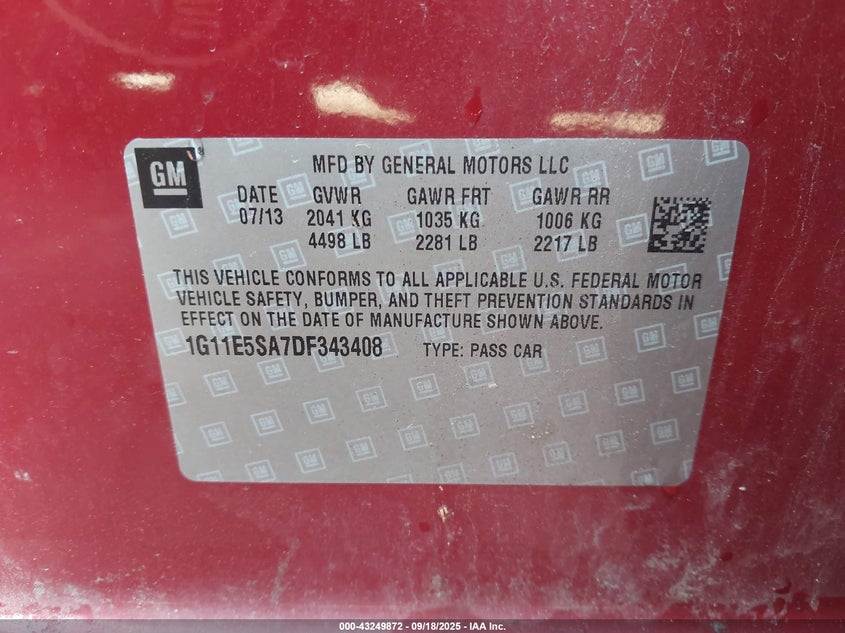 GM
MFD BY GENERAL MOTORS LLC
DATE GVWR GAWR FRT GAWR RR
07/13 2041 KG 1035 KG 1006 KG
4498 LB 2281 LB 2217 LB
THIS VEHICLE CONFORMS TO ALL APPLICABLE U.S. FEDERAL MOTOR
VEHICLE SAFETY, BUMPER, AND THEFT PREVENTION STANDARDS IN
EFFECT ON THE DATE OF MANUFACTURE SHOWN ABOVE.
1G11E5SA7DF343408 TYPE: PASS CAR
000-43249872 - 09/18/2025 - IAA Inc.